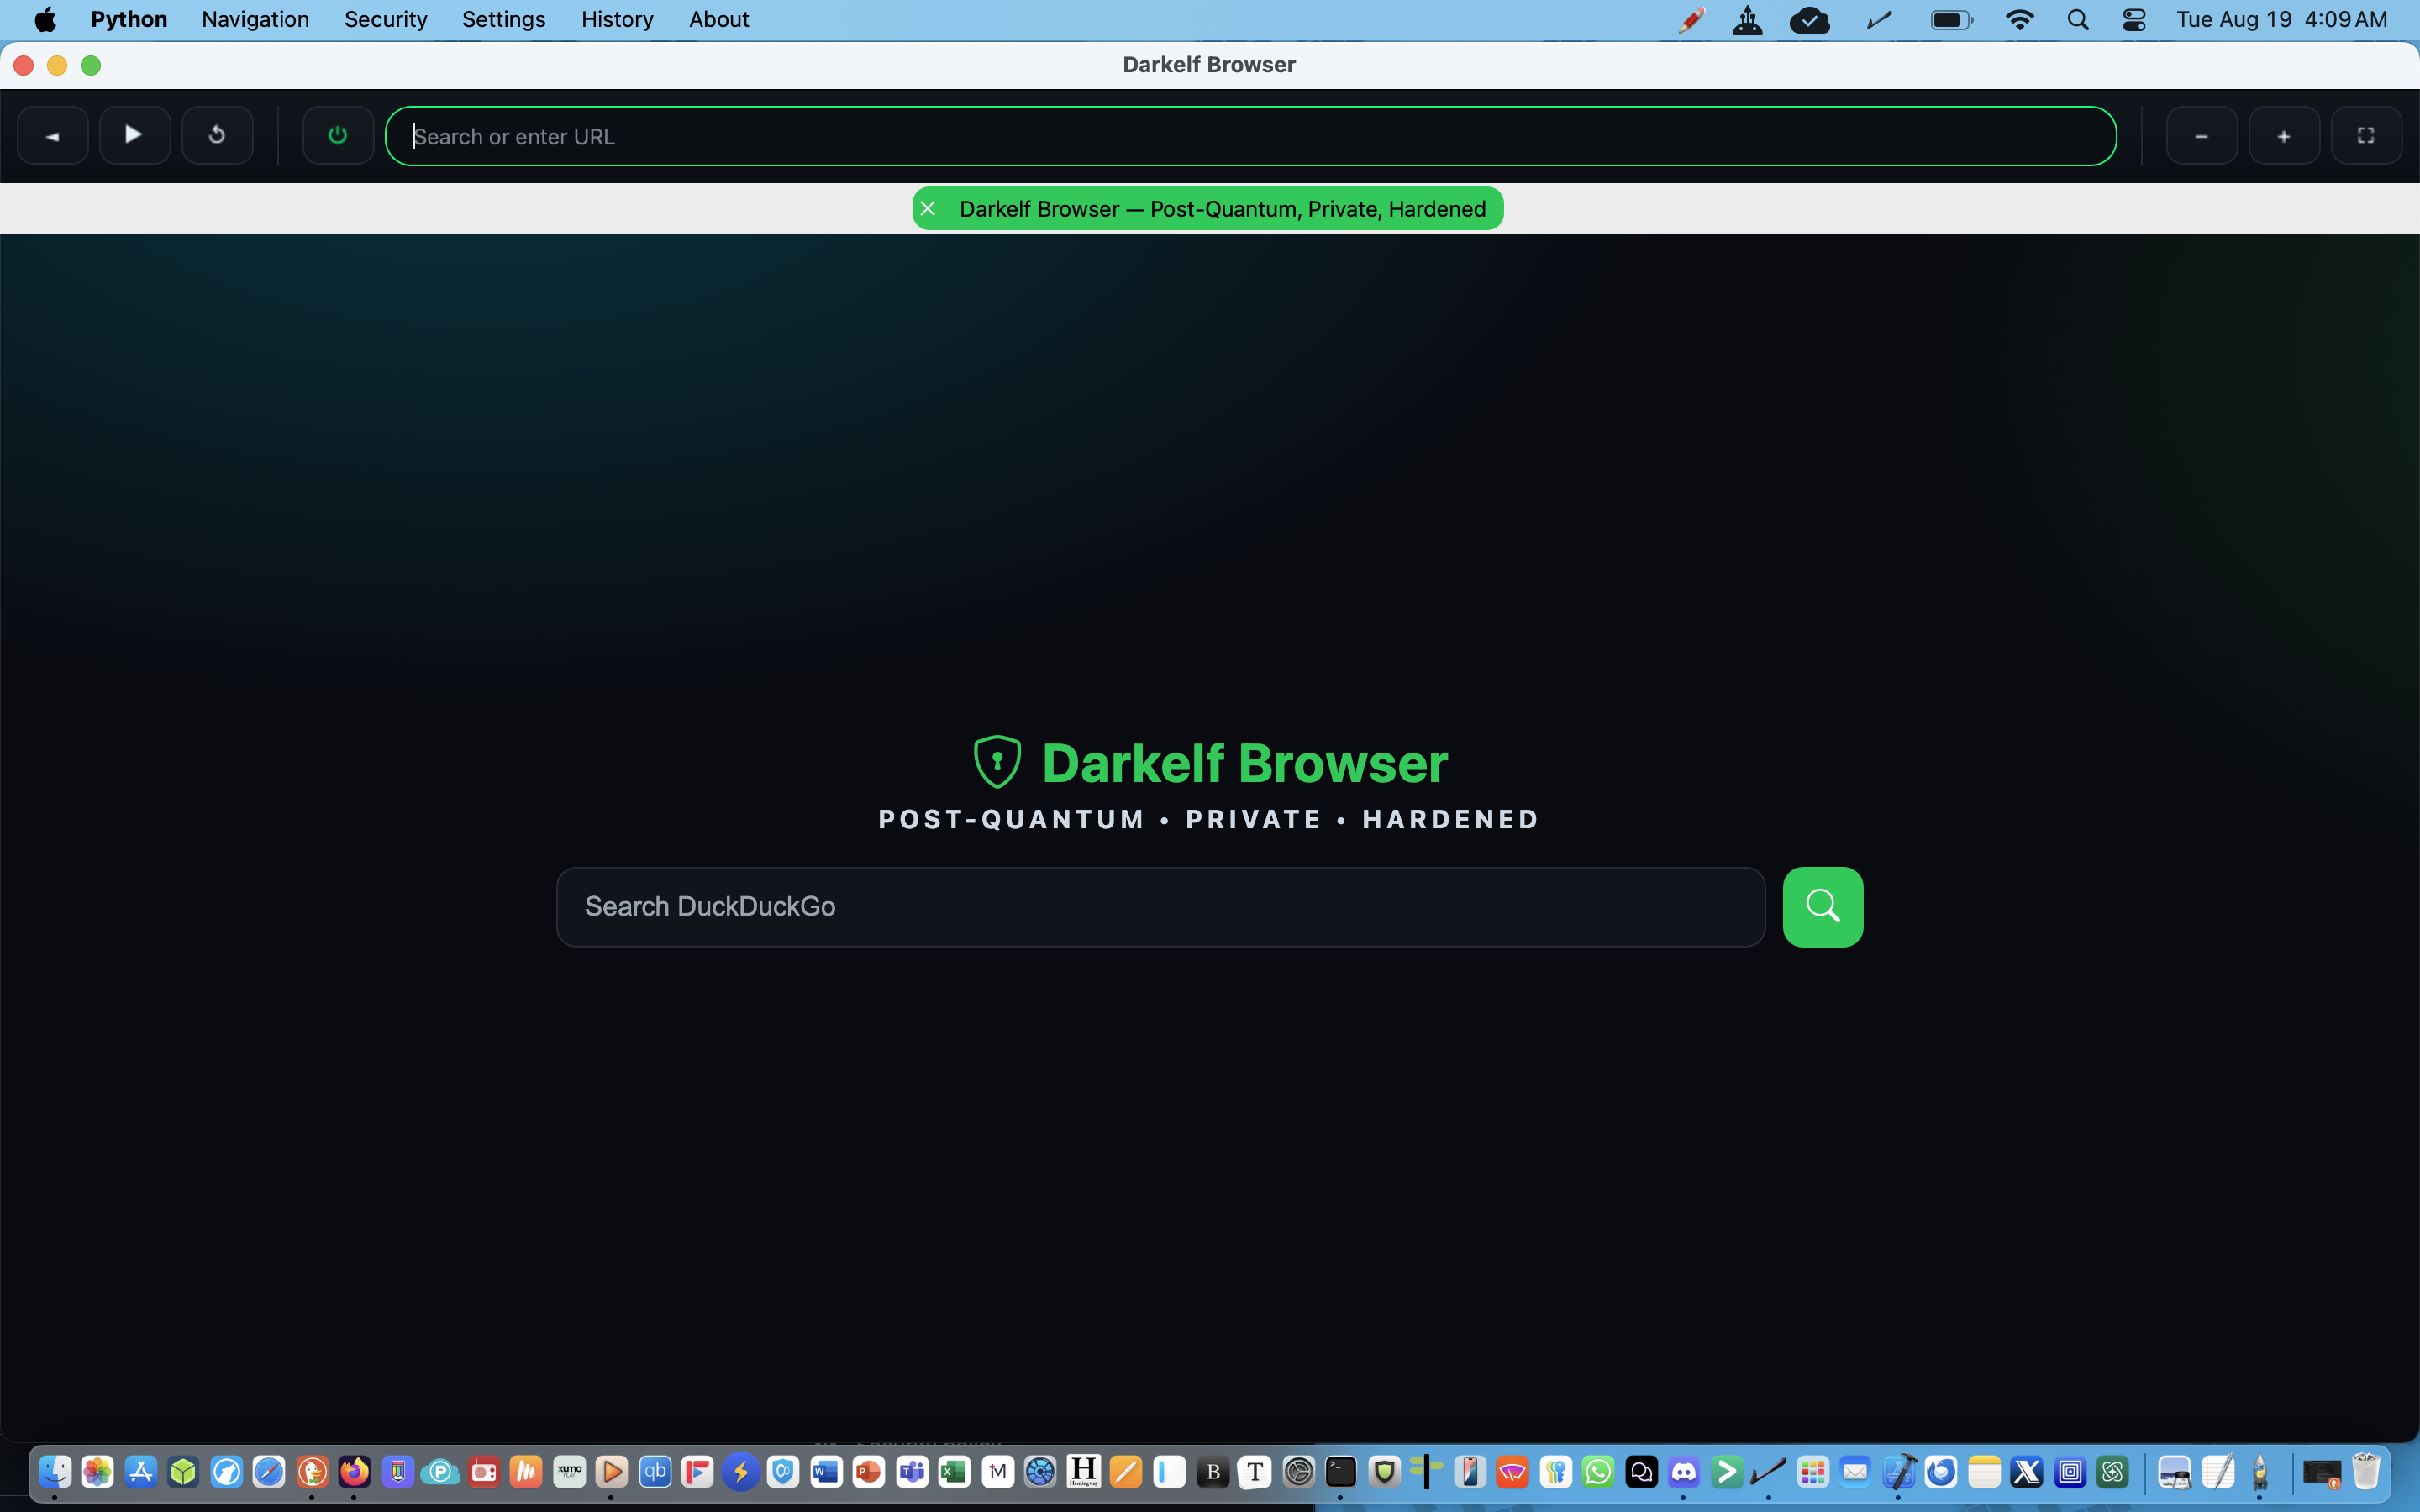 Python Navigation Security Settings History About Tue Aug 19 4:09 AM
Darkelf Browser
Search or enter URL
Darkelf Browser — Post-Quantum, Private, Hardened
Darkelf Browser
POST-QUANTUM • PRIVATE • HARDENED
Search DuckDuckGo